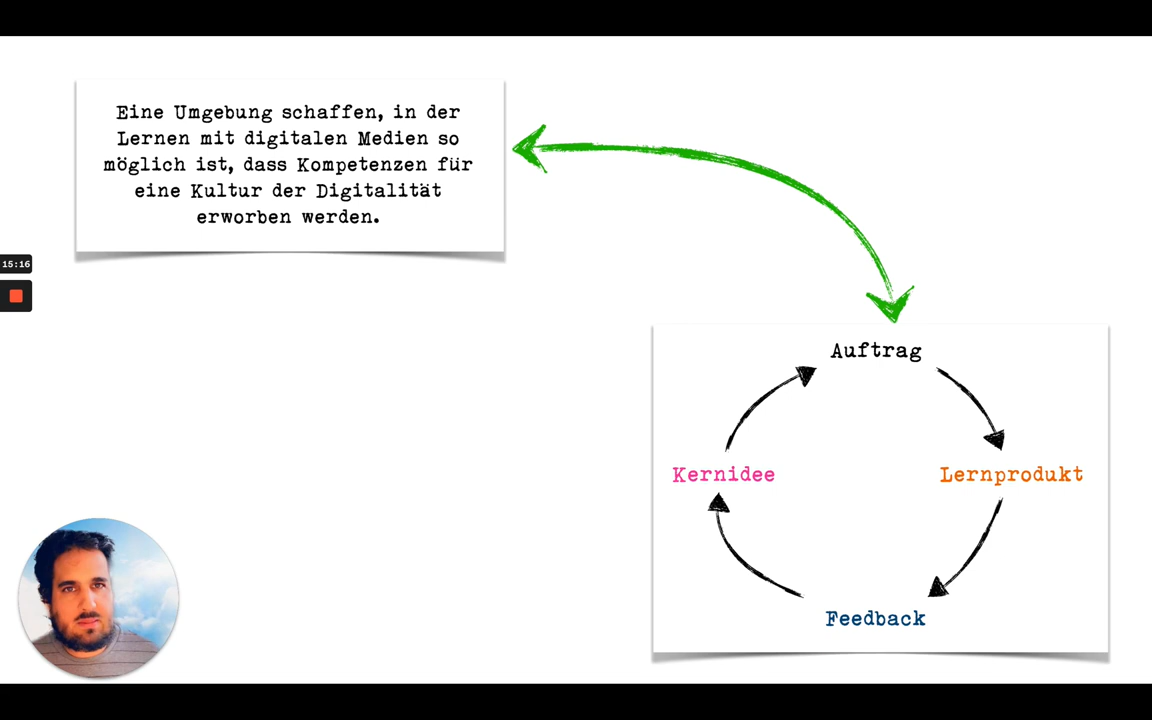 Eine Umgebung schaffen, in der
Lernen mit digitalen Medien so
möglich ist, dass Kompetenzen für
eine Kultur der Digitalität
erworben werden.
15:16
Auftrag
Kernidee
Lernprodukt
Feedback